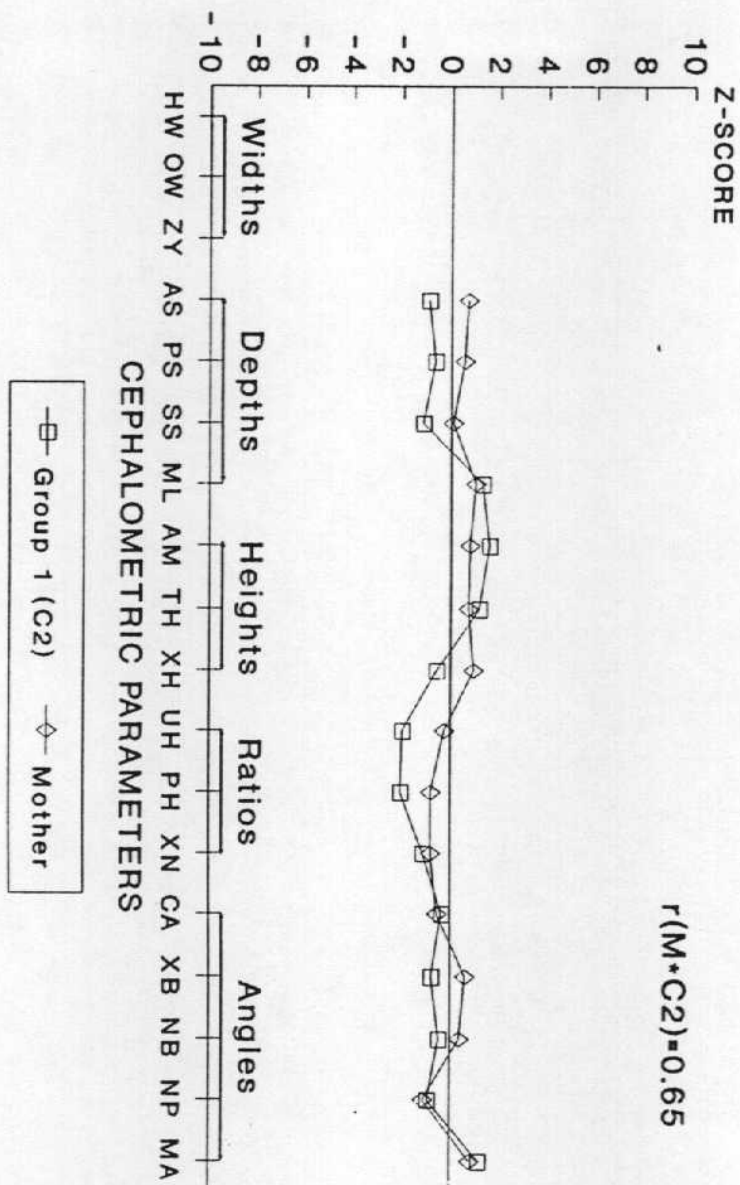 Z-SCORE
r(M*C2)=0.65
10
8
6
4
2
0
-2
-4
-6
-8
-10
Widths Depths Heights Ratios Angles
HW OW ZY AS PS SS ML AM TH XH UH PH XN CA XB NB NP MA
CEPHALOMETRIC PARAMETERS
Group 1 (C2) Mother